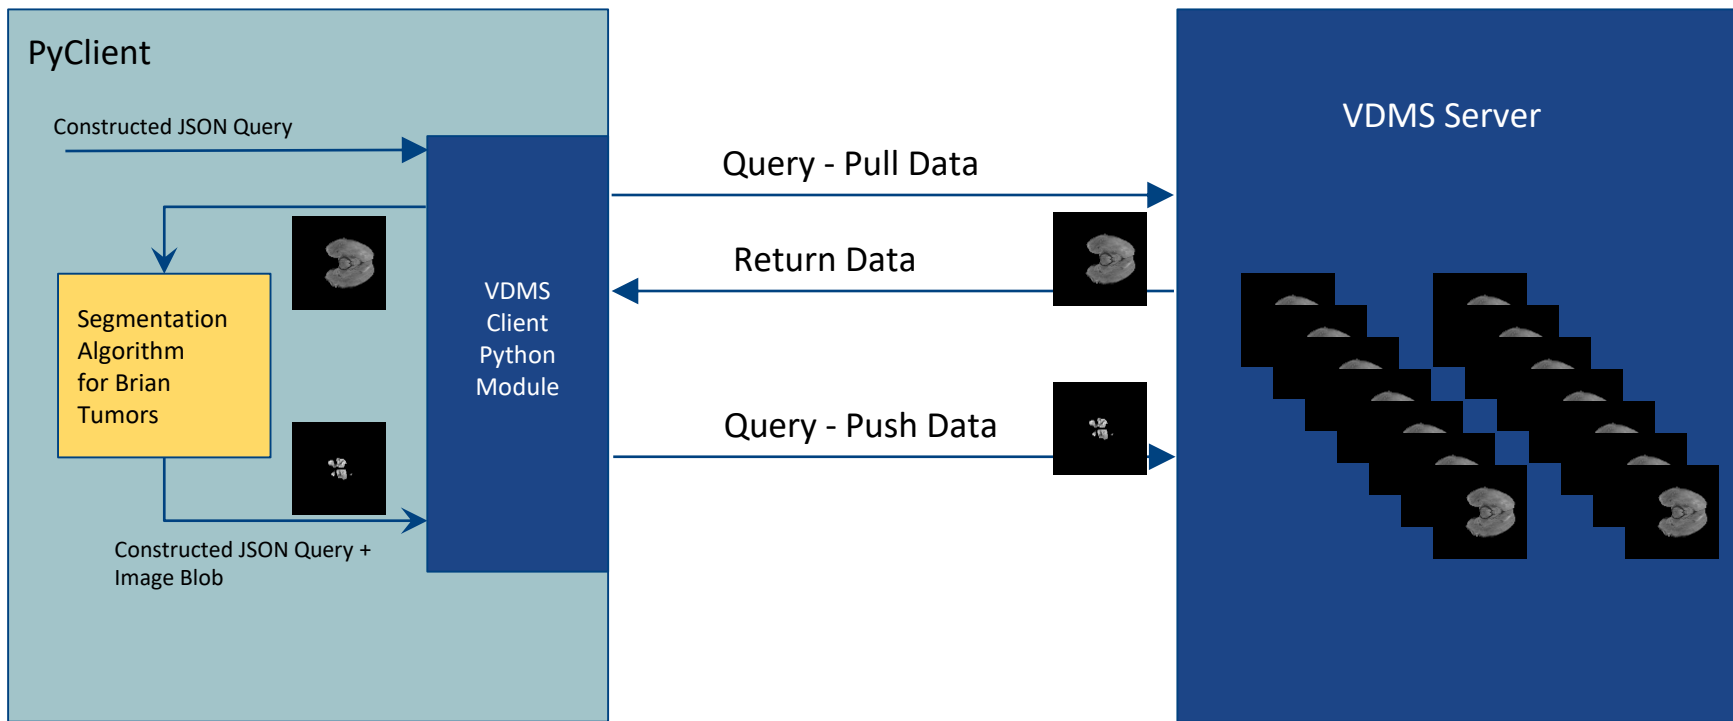 PyClient
Constructed JSON Query
Segmentation
Algorithm
for Brian
Tumors
Constructed JSON Query +
Image Blob
VDMS
Client
Python
Module
Query - Pull Data
Return Data
Query - Push Data
VDMS Server